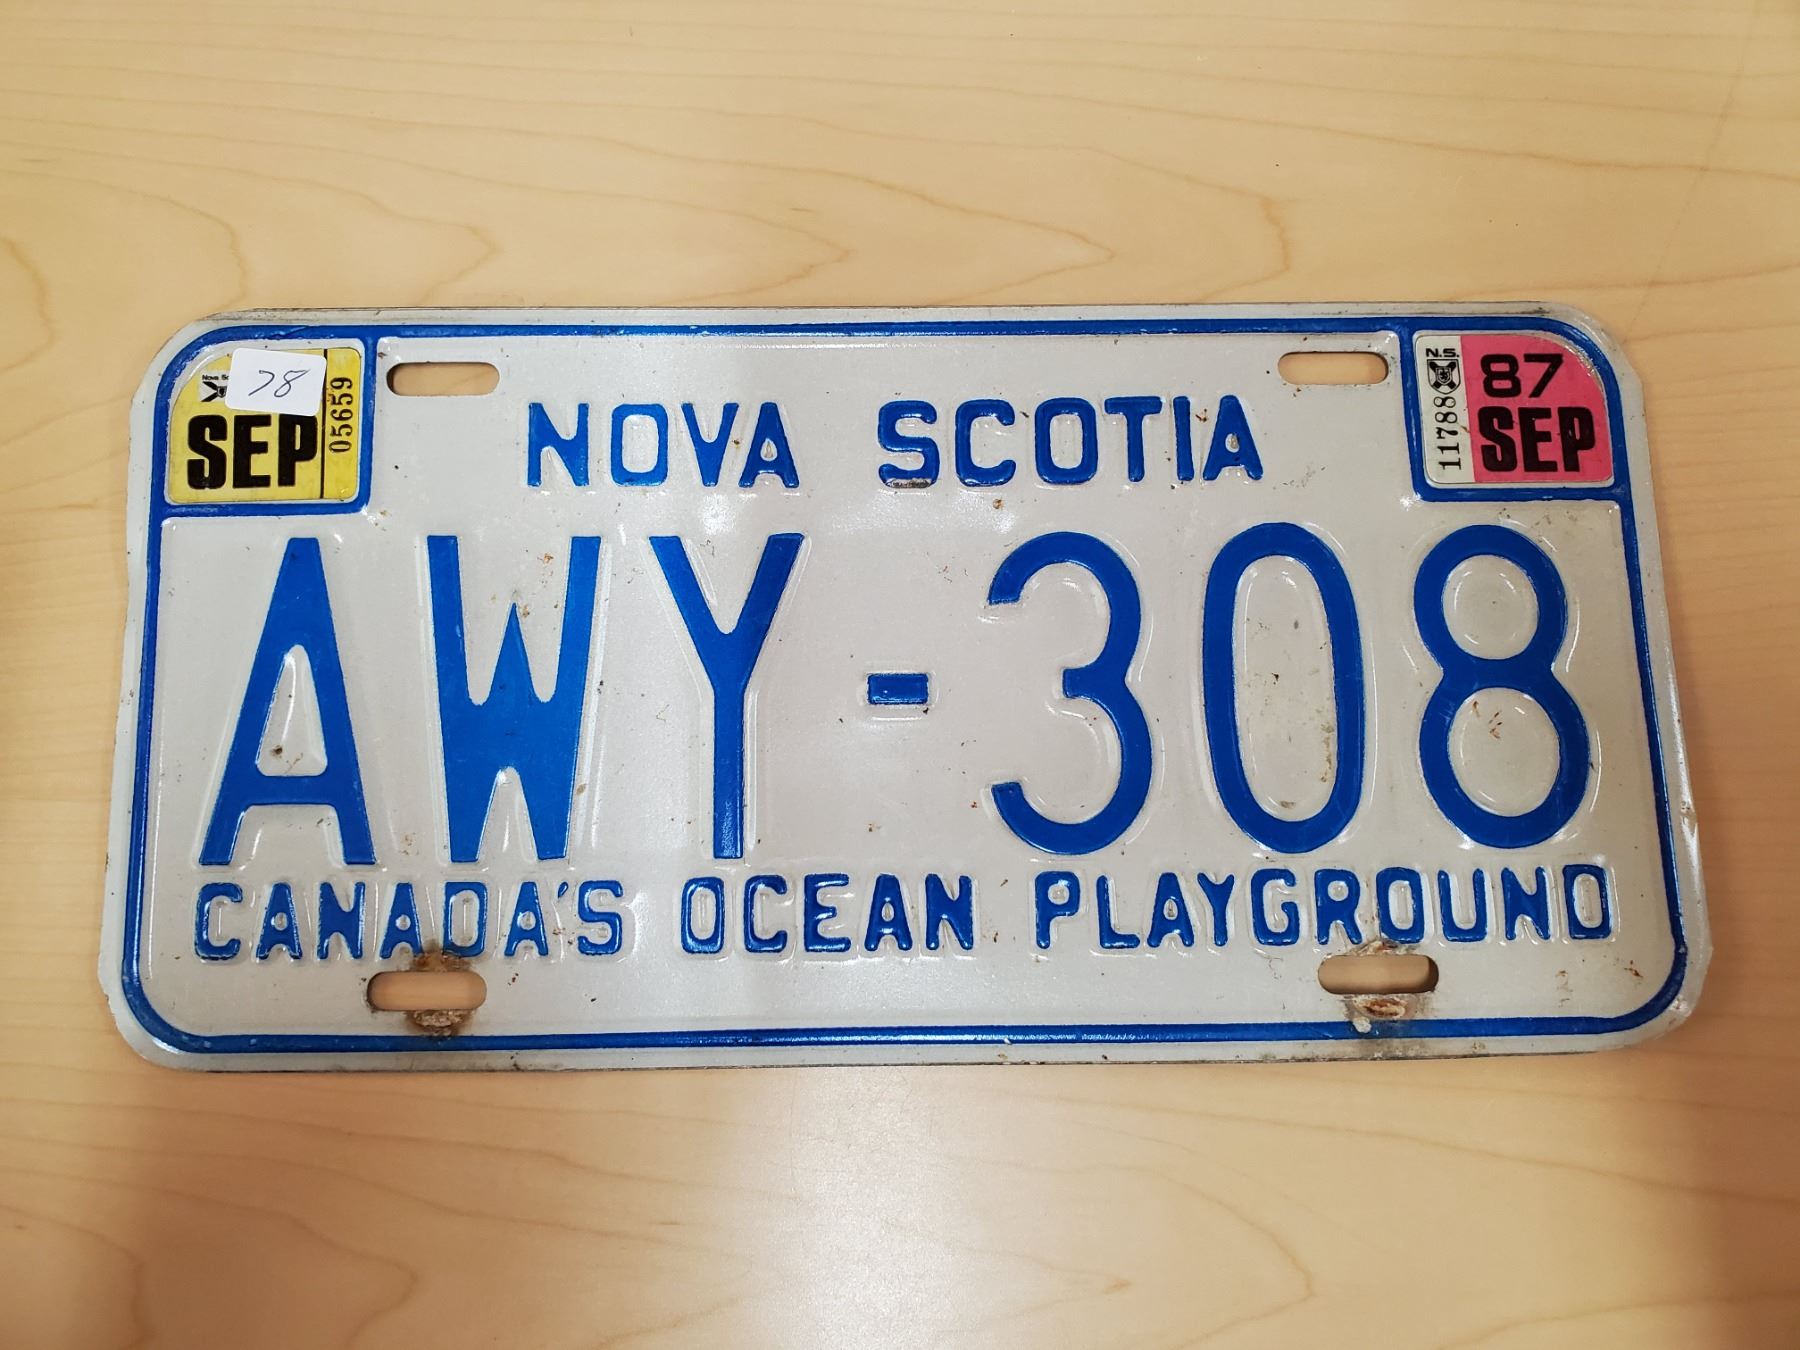 78
SEP
05659
NOVA SCOTIA
N.S.
87
SEP
11788
AWY-308
CANADA'S OCEAN PLAYGROUND